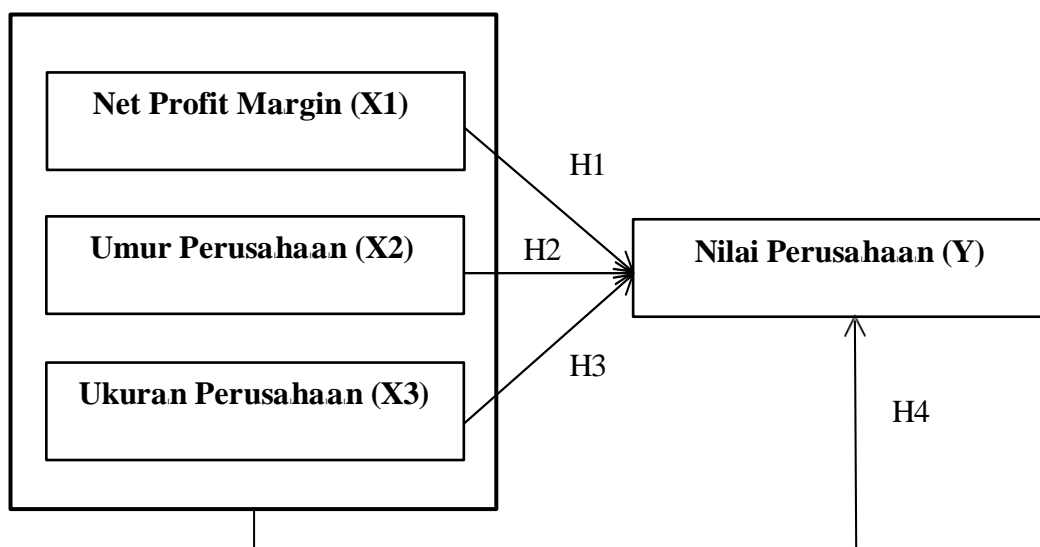 Net Profit Margin (X1)
H1
Umur Perusahaan (X2)
H2
Nilai Perusahaan (Y)
H3
Ukuran Perusahaan (X3)
H4